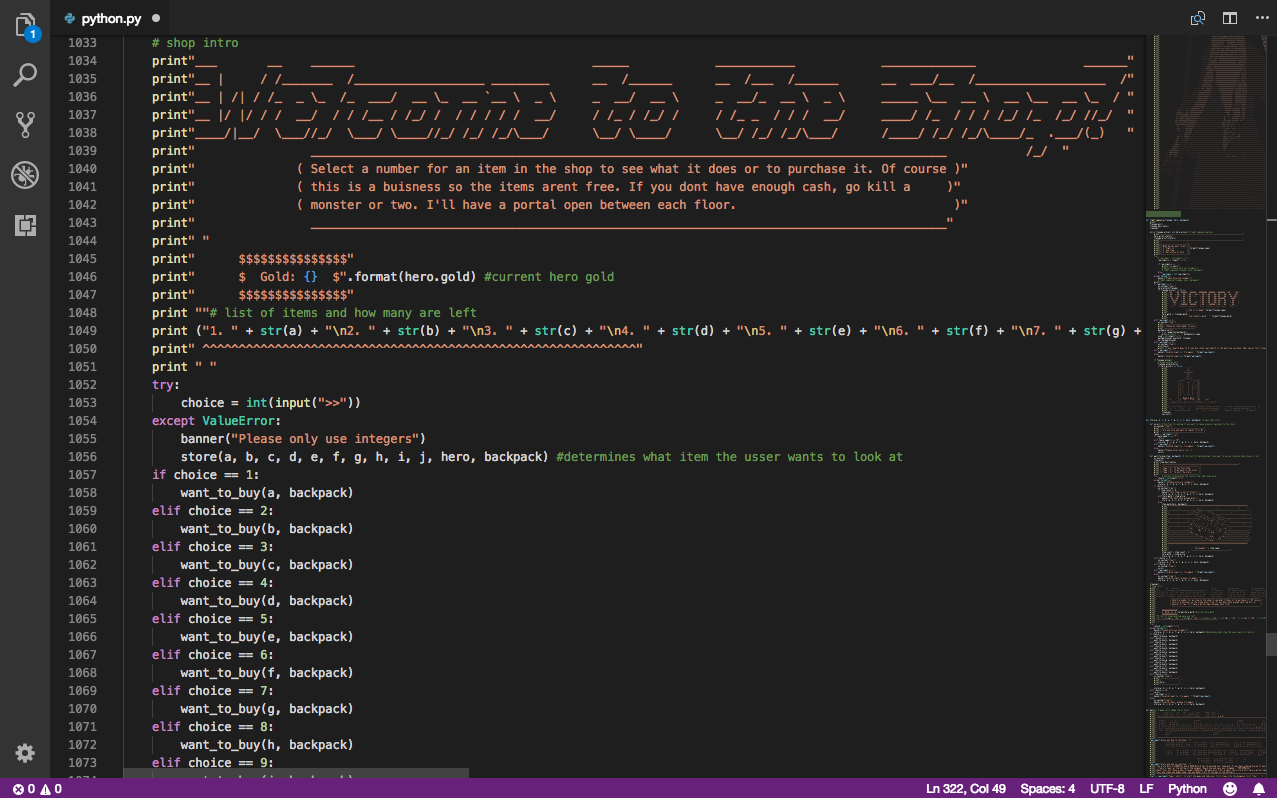 1
python.py
1033 # shop intro
1034 print"___ __ ______ _____ ___________ _____________ ______"
1035 print"__ | / /_______ /__________________ ________ __ /______ __ /___ /______ __ ___/__ /__________________ /"
1036 print"__ | /| / /_ _ \_ /_ ___/ __ \_ __ `__ \ _ \ _ __/ __ \ _ __/_ __ \ _ \ _____ \__ __ \ __ \__ __ \_ / "
1037 print"__ |/ |/ / / __/ / / /__ / /_/ / / / / / / __/ / /_ / /_/ / / /_ _ / / / __/ ____/ /_ / / / /_/ /_ /_/ //_/ "
1038 print"____/|__/ \___//_/ \___/ \____//_/ /_/ /_/\___/ \__/ \____/ \__/ /_/ /_/\___/ /____/ /_/ /_/\____/_ .___/(_) "
1039 print" ________________________________________________________________________________________ /_/ "
1040 print" ( Select a number for an item in the shop to see what it does or to purchase it. Of course )"
1041 print" ( this is a buisness so the items arent free. If you dont have enough cash, go kill a )"
1042 print" ( monster or two. I'll have a portal open between each floor. )"
1043 print" ________________________________________________________________________________________"
1044 print" "
1045 print" $$$$$$$$$$$$$$$"
1046 print" $ Gold: {} $".format(hero.gold) #current hero gold
1047 print" $$$$$$$$$$$$$$$"
1048 print ""# list of items and how many are left
1049 print ("1. " + str(a) + "\n2. " + str(b) + "\n3. " + str(c) + "\n4. " + str(d) + "\n5. " + str(e) + "\n6. " + str(f) + "\n7. " + str(g) +
1050 print" ^^^^^^^^^^^^^^^^^^^^^^^^^^^^^^^^^^^^^^^^^^^^^^^^^^^^^^^^^^^^"
1051 print " "
1052 try:
1053 choice = int(input(">>"))
1054 except ValueError:
1055 banner("Please only use integers")
1056 store(a, b, c, d, e, f, g, h, i, j, hero, backpack) #determines what item the usser wants to look at
1057 if choice == 1:
1058 want_to_buy(a, backpack)
1059 elif choice == 2:
1060 want_to_buy(b, backpack)
1061 elif choice == 3:
1062 want_to_buy(c, backpack)
1063 elif choice == 4:
1064 want_to_buy(d, backpack)
1065 elif choice == 5:
1066 want_to_buy(e, backpack)
1067 elif choice == 6:
1068 want_to_buy(f, backpack)
1069 elif choice == 7:
1070 want_to_buy(g, backpack)
1071 elif choice == 8:
1072 want_to_buy(h, backpack)
1073 elif choice == 9:
VICTORY
0 0 Ln 322, Col 49 Spaces: 4 UTF-8 LF Python